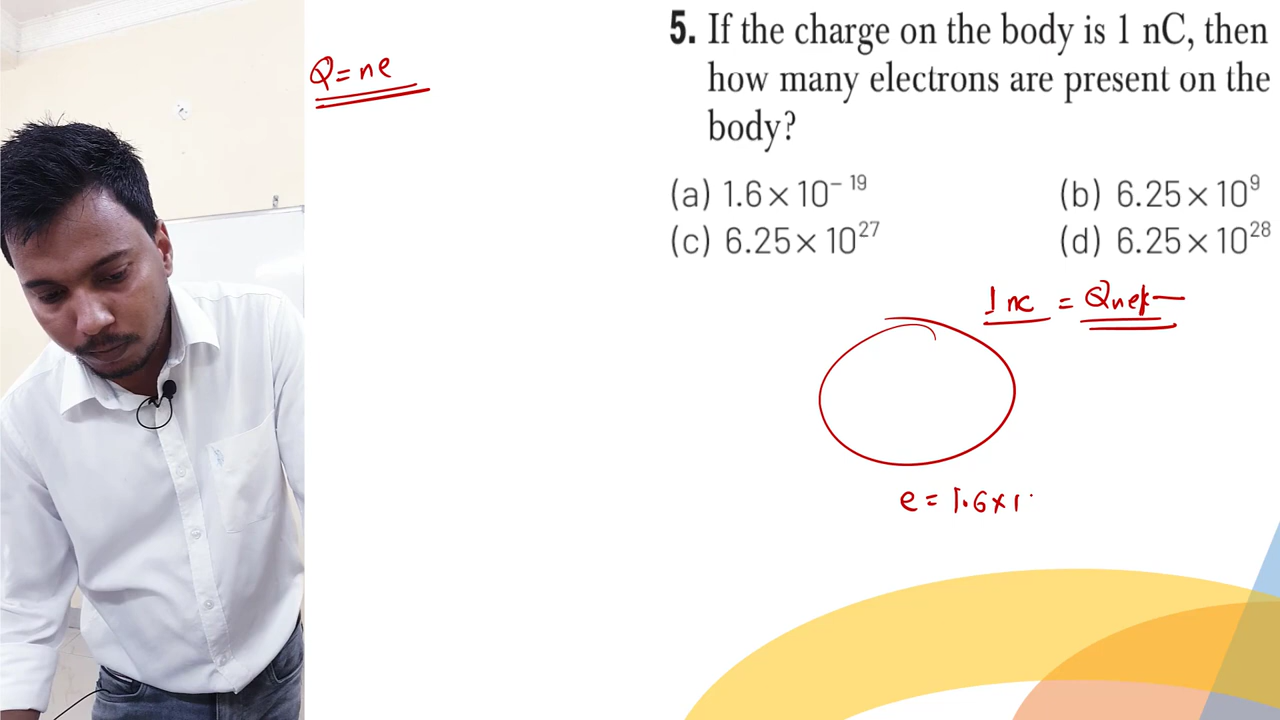 Q = ne
5. If the charge on the body is 1 nC, then
how many electrons are present on the
body?
(a) 1.6 × 10⁻¹⁹ (b) 6.25 × 10⁹
(c) 6.25 × 10²⁷ (d) 6.25 × 10²⁸
1 nc =
e = 1.6 × 1